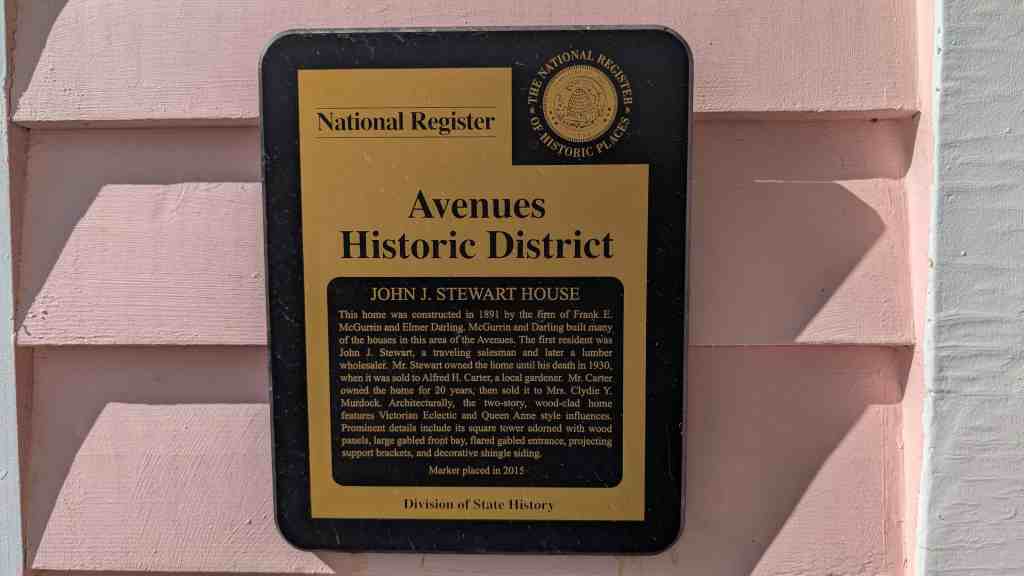 THE NATIONAL REGISTER
OF HISTORIC PLACES
National Register
Avenues
Historic District
JOHN J. STEWART HOUSE
This home was constructed in 1891 by the firm of Frank E.
McGurrin and Elmer Darling. McGurrin and Darling built many
of the houses in this area of the Avenues. The first resident was
John J. Stewart, a traveling salesman and later a lumber
wholesaler. Mr. Stewart owned the home until his death in 1930,
when it was sold to Alfred H. Carter, a local gardener. Mr. Carter
owned the home for 20 years, then sold it to Mrs. Clydie Y.
Murdock. Architecturally, the two-story, wood-clad home
features Victorian Eclectic and Queen Anne style influences.
Prominent details include its square tower adorned with wood
panels, large gabled front bay, flared gabled entrance, projecting
support brackets, and decorative shingle siding.
Marker placed in 2015
Division of State History